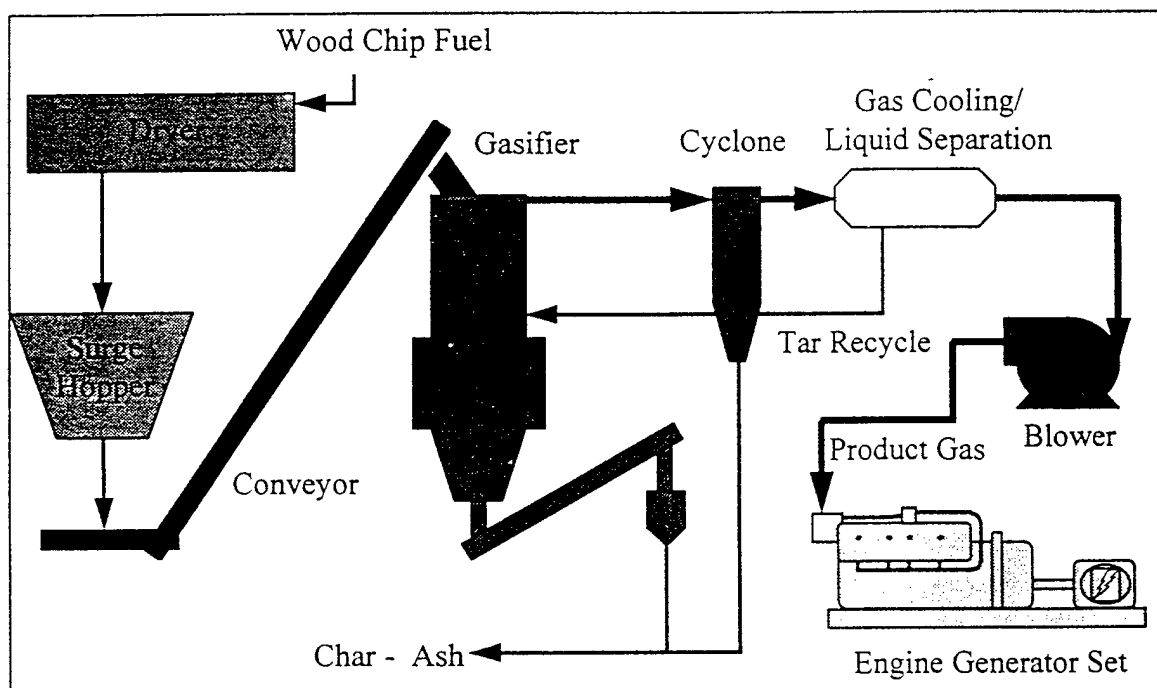 Wood Chip Fuel
Dryer
Gasifier
Cyclone
Gas Cooling/
Liquid Separation
Surge
Hopper
Tar Recycle
Conveyor
Product Gas
Blower
Char - Ash
Engine Generator Set